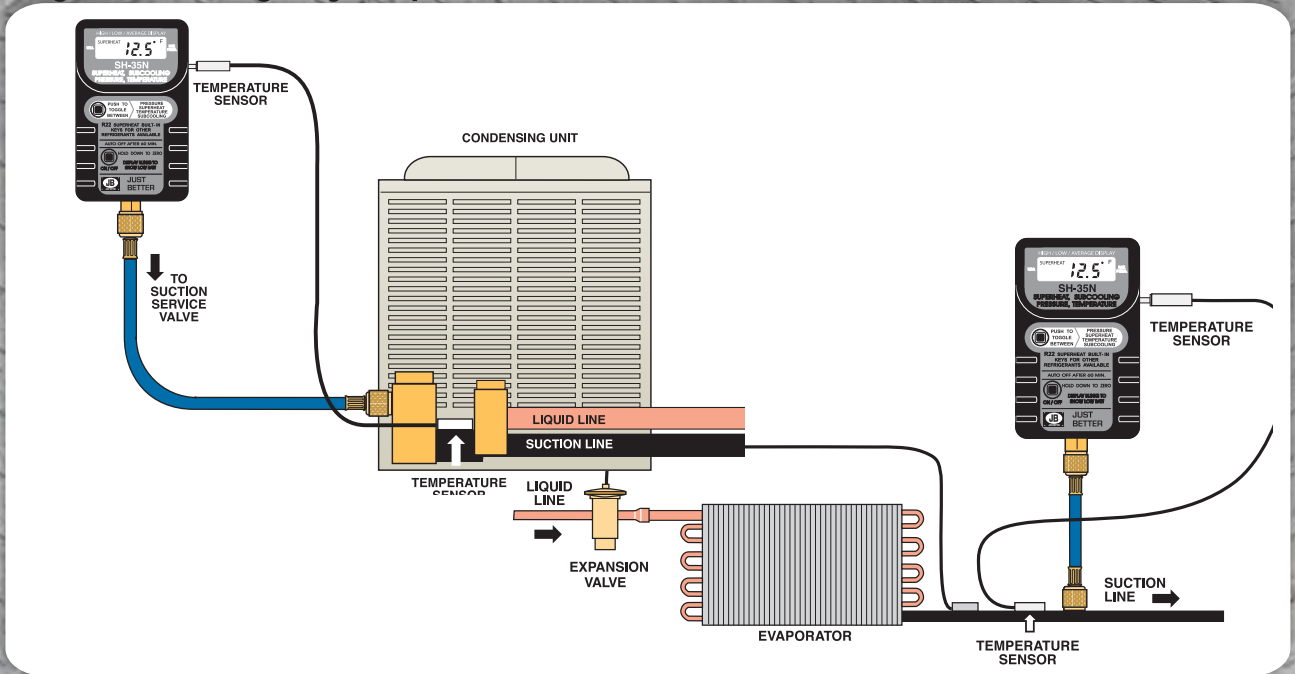 HIGH / LOW / AVERAGE DISPLAY
SUPERHEAT 12.5° F
SH-35N
SUPERHEAT, SUBCOOLING
PRESSURE, TEMPERATURE
PUSH TO
TOGGLE
BETWEEN
PRESSURE
SUPERHEAT
TEMPERATURE
SUBCOOLING
R22 SUPERHEAT BUILT-IN
KEYS FOR OTHER
REFRIGERANTS AVAILABLE
AUTO OFF AFTER 60 MIN.
HOLD DOWN TO ZERO
ON / OFF
DISPLAY BLINKS TO
SHOW LOW BATT
JB
JUST
BETTER
TEMPERATURE
SENSOR
TO
SUCTION
SERVICE
VALVE
CONDENSING UNIT
LIQUID LINE
SUCTION LINE
TEMPERATURE
SENSOR
LIQUID
LINE
EXPANSION
VALVE
EVAPORATOR
HIGH / LOW / AVERAGE DISPLAY
SUPERHEAT 12.5° F
SH-35N
SUPERHEAT, SUBCOOLING
PRESSURE, TEMPERATURE
PUSH TO
TOGGLE
BETWEEN
PRESSURE
SUPERHEAT
TEMPERATURE
SUBCOOLING
R22 SUPERHEAT BUILT-IN
KEYS FOR OTHER
REFRIGERANTS AVAILABLE
AUTO OFF AFTER 60 MIN.
HOLD DOWN TO ZERO
ON / OFF
DISPLAY BLINKS TO
SHOW LOW BATT
JB
JUST
BETTER
TEMPERATURE
SENSOR
SUCTION
LINE
TEMPERATURE
SENSOR